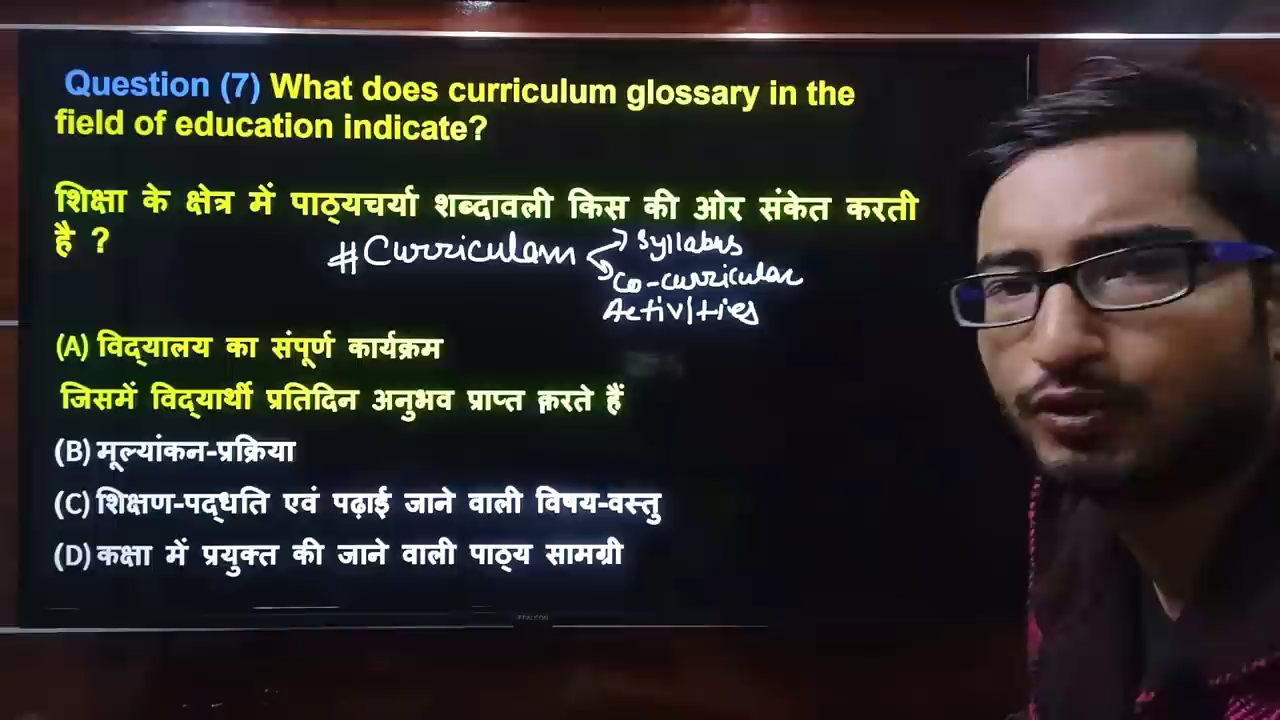 Question (7) What does curriculum glossary in the
field of education indicate?
शिक्षा के क्षेत्र में पाठ्यचर्या शब्दावली किस की ओर संकेत करती
है ?
#Curriculam → Syllabus
→ Co-curricular
Activities
(A) विद्यालय का संपूर्ण कार्यक्रम
जिसमें विद्यार्थी प्रतिदिन अनुभव प्राप्त करते हैं
(B) मूल्यांकन-प्रक्रिया
(C) शिक्षण-पद्धति एवं पढ़ाई जाने वाली विषय-वस्तु
(D) कक्षा में प्रयुक्त की जाने वाली पाठ्य सामग्री